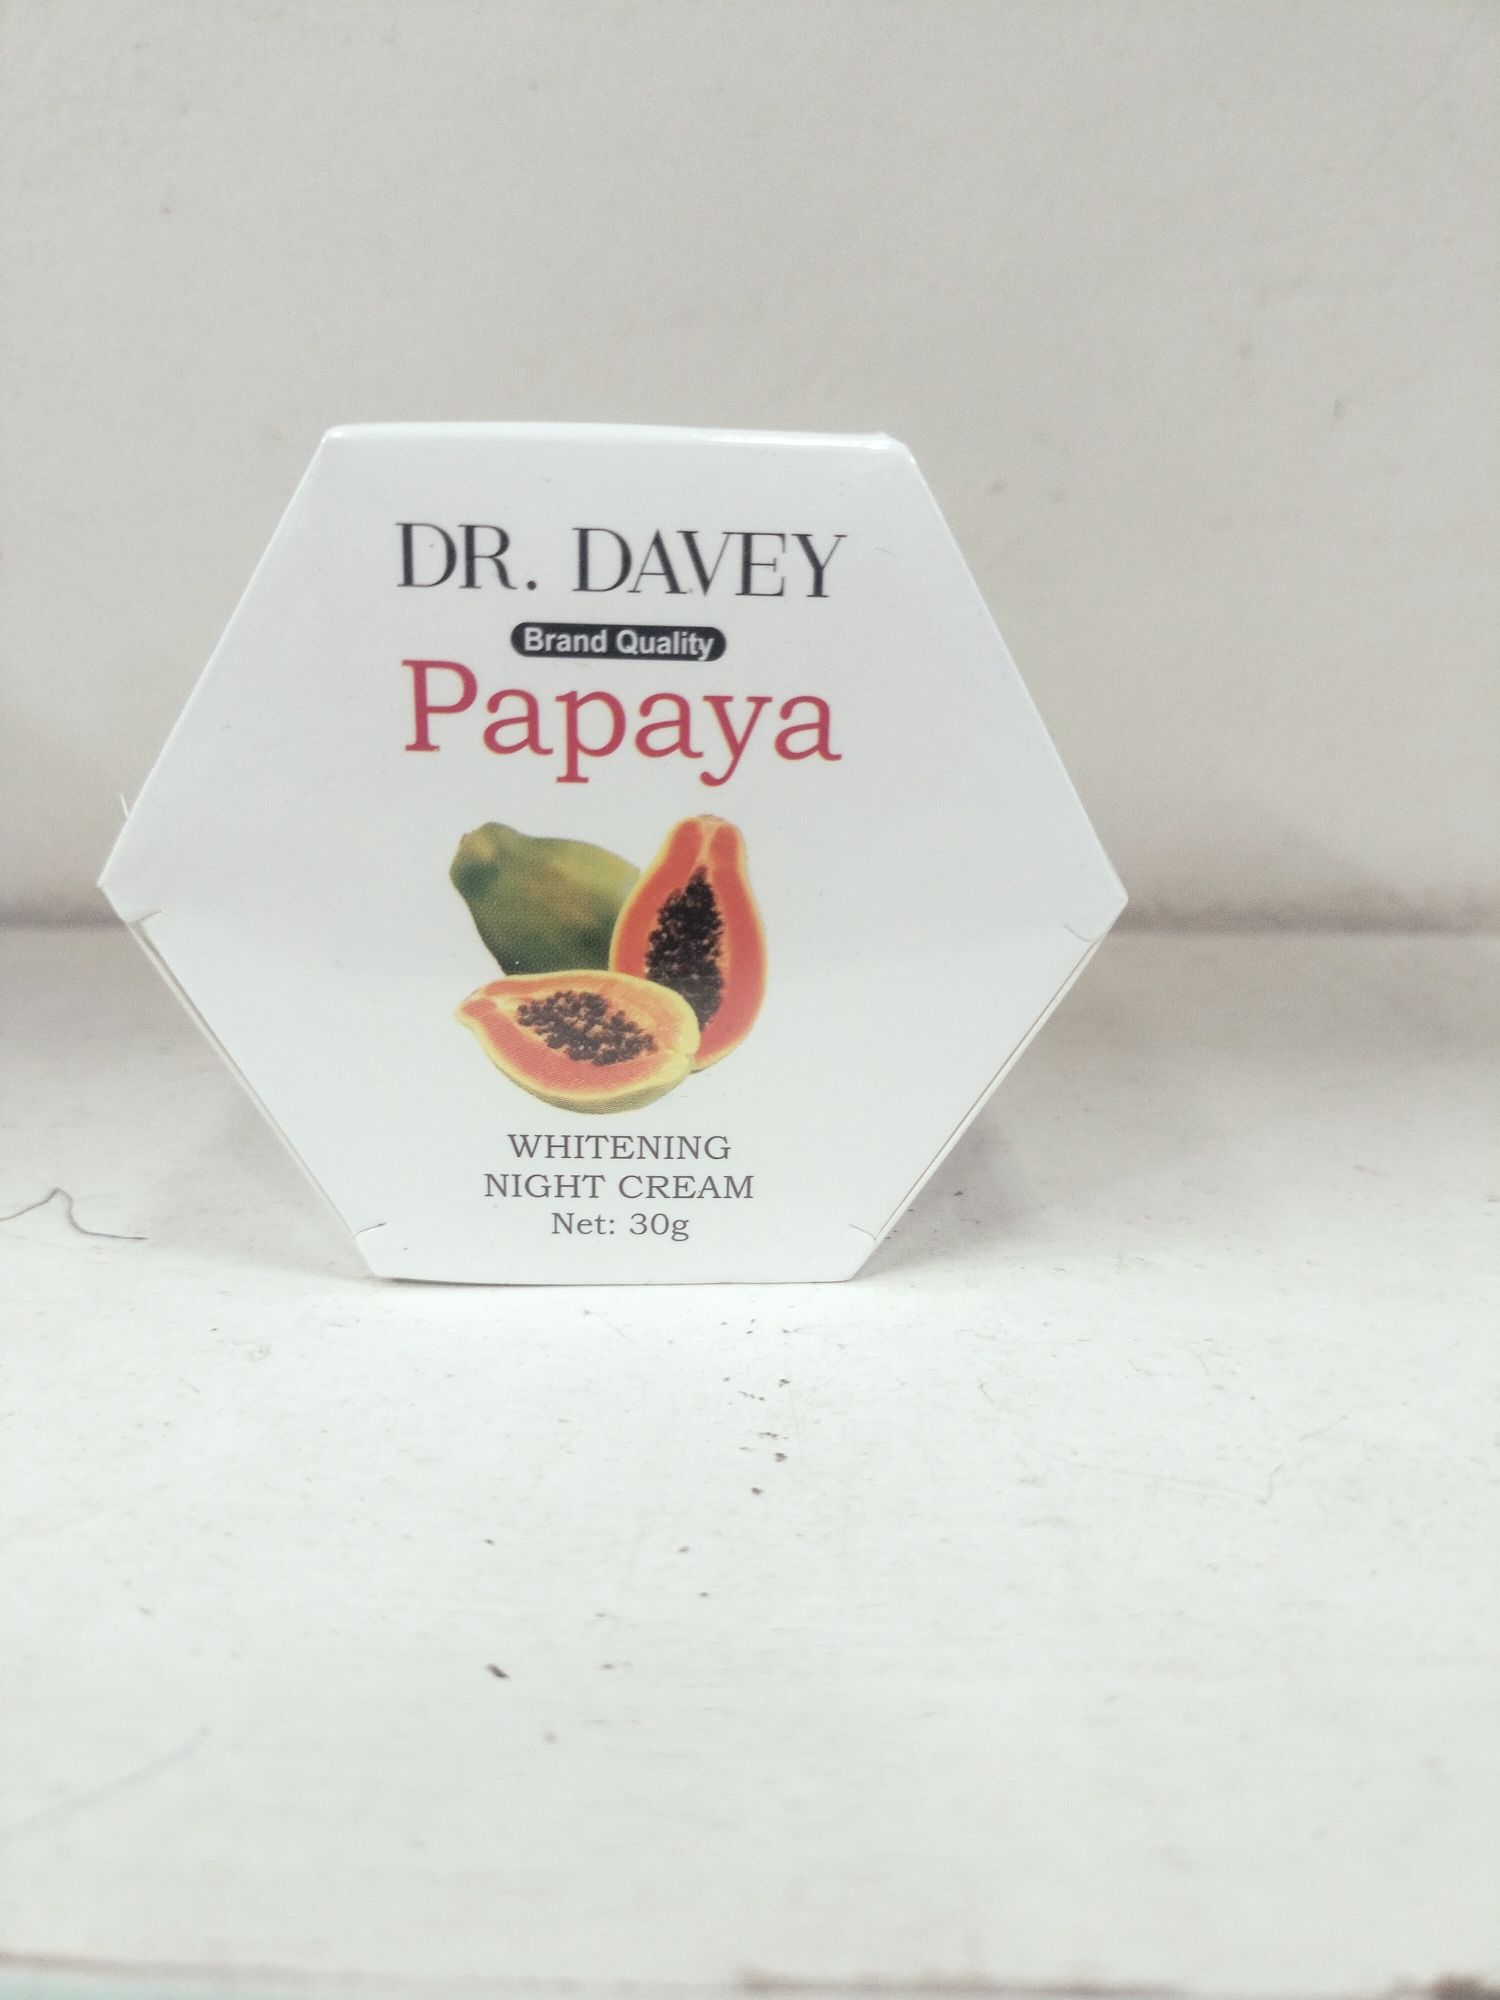 DR. DAVEY
Brand Quality
Papaya
WHITENING
NIGHT CREAM
Net: 30g